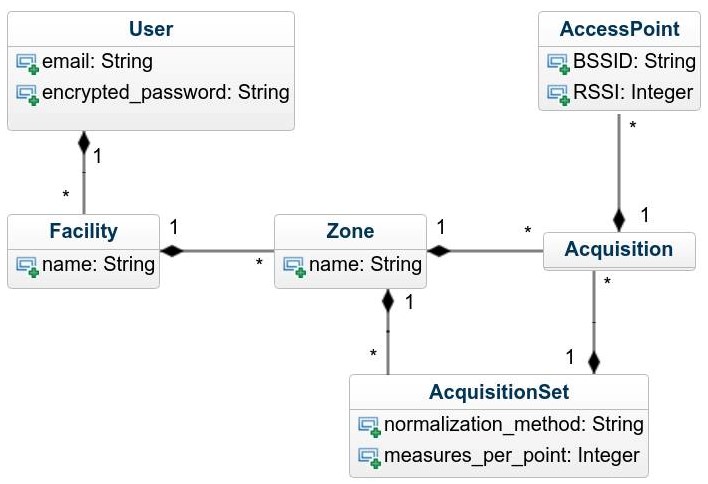 User
email: String
encrypted_password: String
AccessPoint
BSSID: String
RSSI: Integer
1
*
*
1
Facility
name: String
1
*
Zone
name: String
1
*
Acquisition
1
*
*
1
AcquisitionSet
normalization_method: String
measures_per_point: Integer